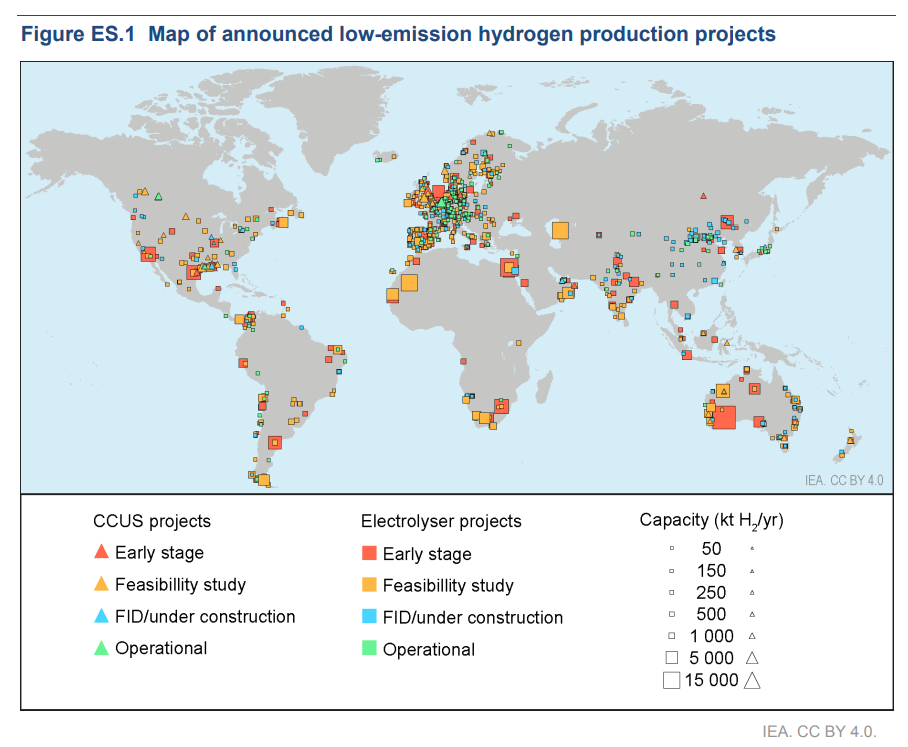 Figure ES.1 Map of announced low-emission hydrogen production projects
IEA. CC BY 4.0
CCUS projects
Early stage
Feasibillity study
FID/under construction
Operational
Electrolyser projects
Early stage
Feasibillity study
FID/under construction
Operational
Capacity (kt H2/yr)
50
150
250
500
1 000
5 000
15 000
IEA. CC BY 4.0.